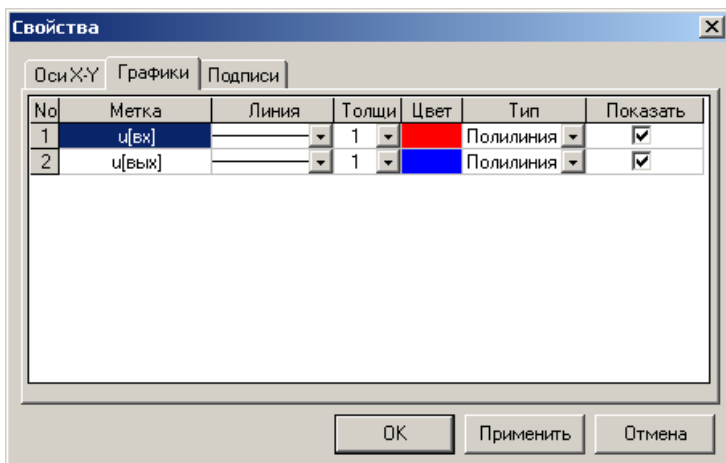 Свойства
Оси X-Y Графики Подписи
No Метка Линия Толщи Цвет Тип Показать
1 u[вх] 1 Полилиния
2 u[вых] 1 Полилиния
OK Применить Отмена